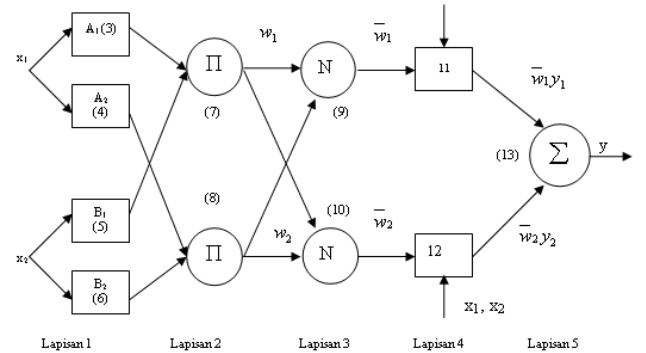 A₁(3)
x₁
A₂
(4)
B₁
(5)
x₂
B₂
(6)
Π
(7)
(8)
Π
w₁
w₂
N
(9)
(10)
N
w̅₁
w̅₂
11
12
x₁, x₂
w̅₁y₁
(13)
Σ
y
w̅₂y₂
Lapisan 1
Lapisan 2
Lapisan 3
Lapisan 4
Lapisan 5